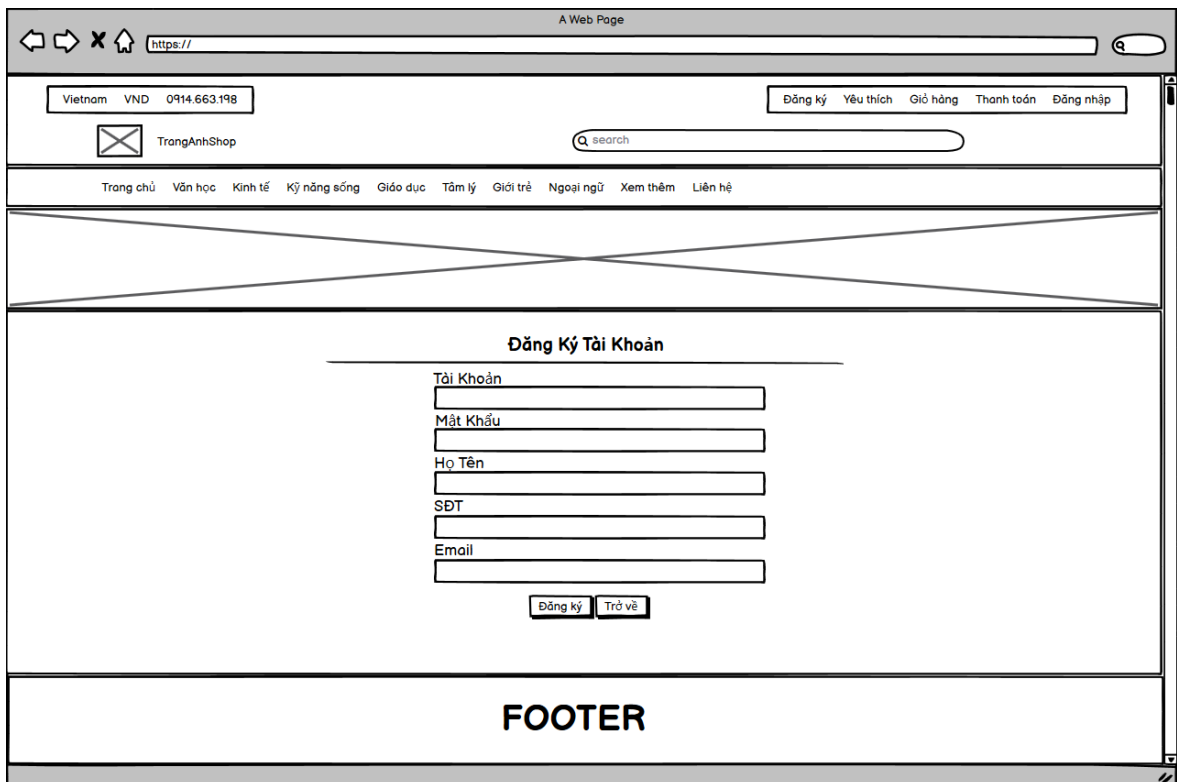 A Web Page
https://
Vietnam VND 0914.663.198 Đăng ký Yêu thích Giỏ hàng Thanh toán Đăng nhập
TrangAnhShop search
Trang chủ Văn học Kinh tế Kỹ năng sống Giáo dục Tâm lý Giới trẻ Ngoại ngữ Xem thêm Liên hệ
Đăng Ký Tài Khoản
Tài Khoản
Mật Khẩu
Họ Tên
SĐT
Email
Đăng ký Trở về
FOOTER